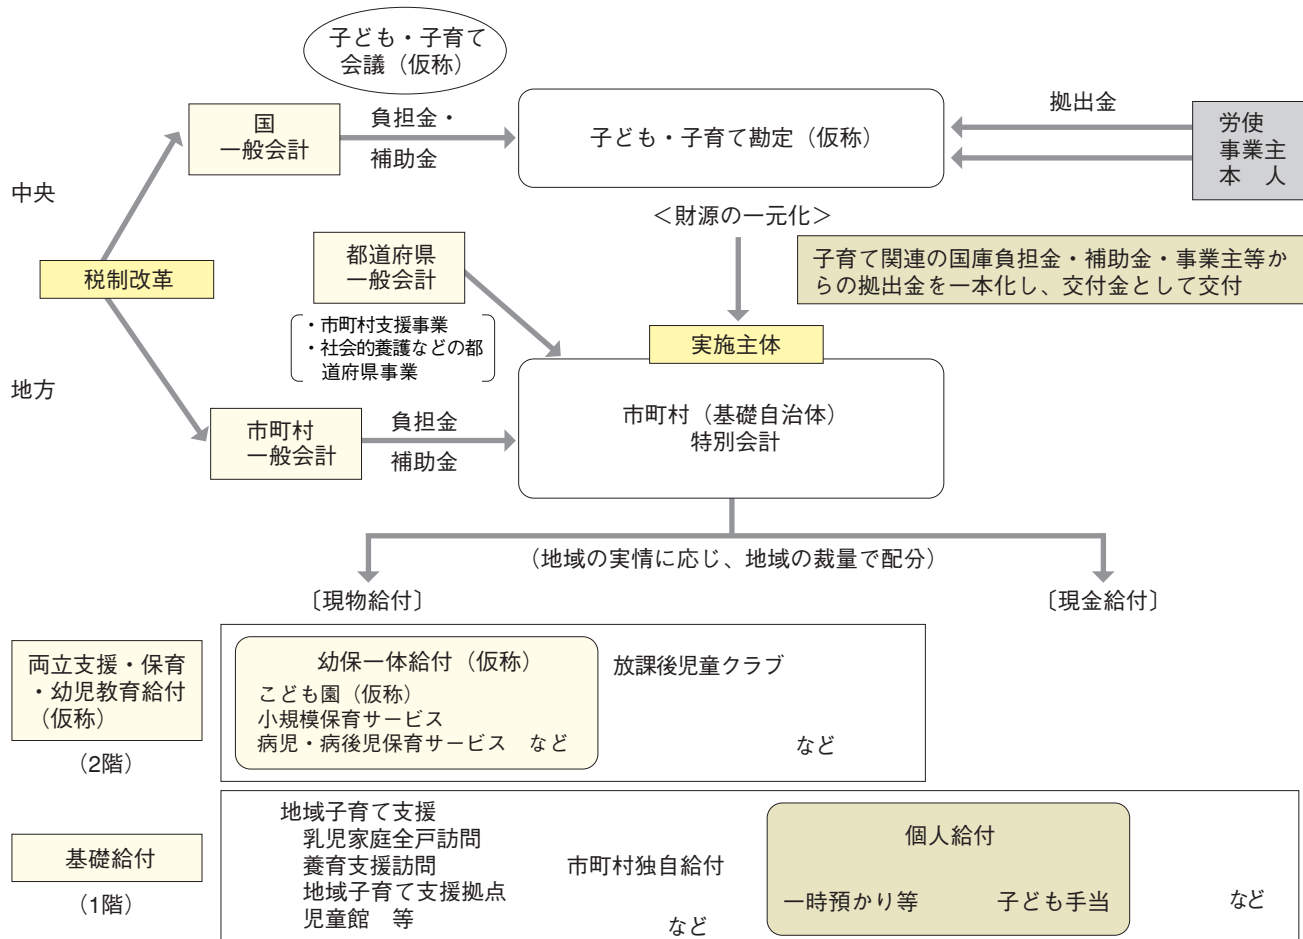 子ども・子育て
会議（仮称）
国
一般会計
負担金・
補助金
子ども・子育て勘定（仮称）
拠出金
労使
事業主
本　人
中央
＜財源の一元化＞
税制改革
都道府県
一般会計
子育て関連の国庫負担金・補助金・事業主等か
らの拠出金を一本化し、交付金として交付
・市町村支援事業
・社会的養護などの都
道府県事業
実施主体
地方
市町村
一般会計
負担金
補助金
市町村（基礎自治体）
特別会計
（地域の実情に応じ、地域の裁量で配分）
〔現物給付〕
〔現金給付〕
両立支援・保育
・幼児教育給付
（仮称）
（2階）
幼保一体給付（仮称）
こども園（仮称）
小規模保育サービス
病児・病後児保育サービス　など
放課後児童クラブ
など
基礎給付
（1階）
地域子育て支援
乳児家庭全戸訪問
養育支援訪問
地域子育て支援拠点
児童館　等
市町村独自給付
など
個人給付
一時預かり等
子ども手当
など